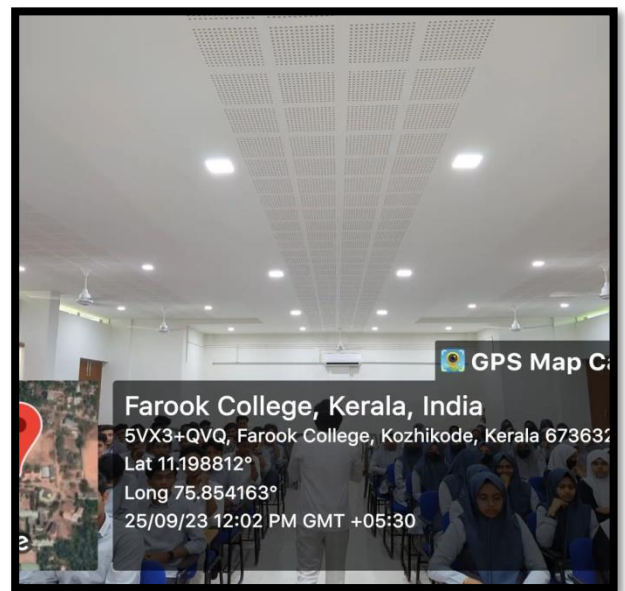 GPS Map Ca
Farook College, Kerala, India
5VX3+QVQ, Farook College, Kozhikode, Kerala 673632
Lat 11.198812°
Long 75.854163°
25/09/23 12:02 PM GMT +05:30
e